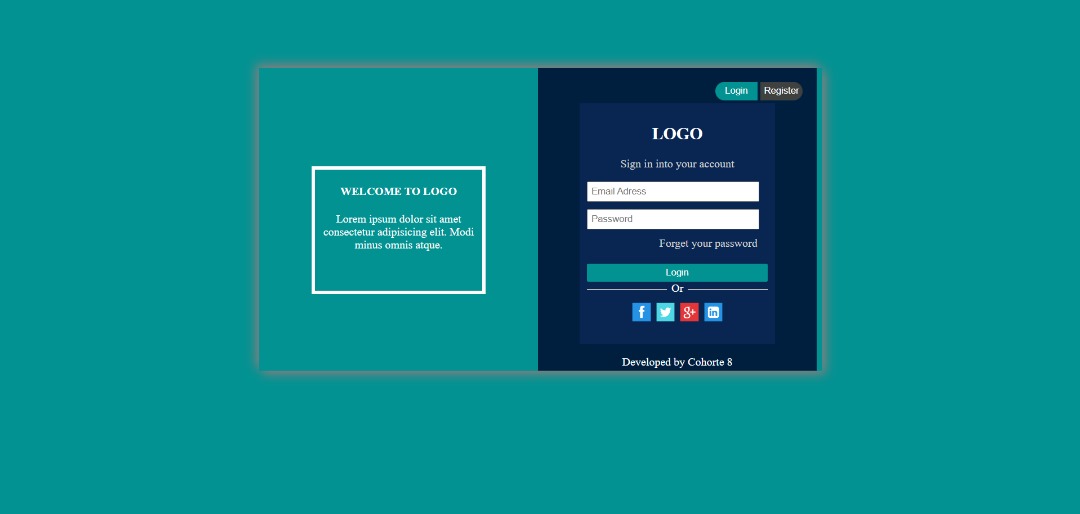 Login Register
LOGO
Sign in into your account
Email Adress
Password
Forget your password
Login
Or
f g+ in
Developed by Cohorte 8
WELCOME TO LOGO
Lorem ipsum dolor sit amet
consectetur adipisicing elit. Modi
minus omnis atque.